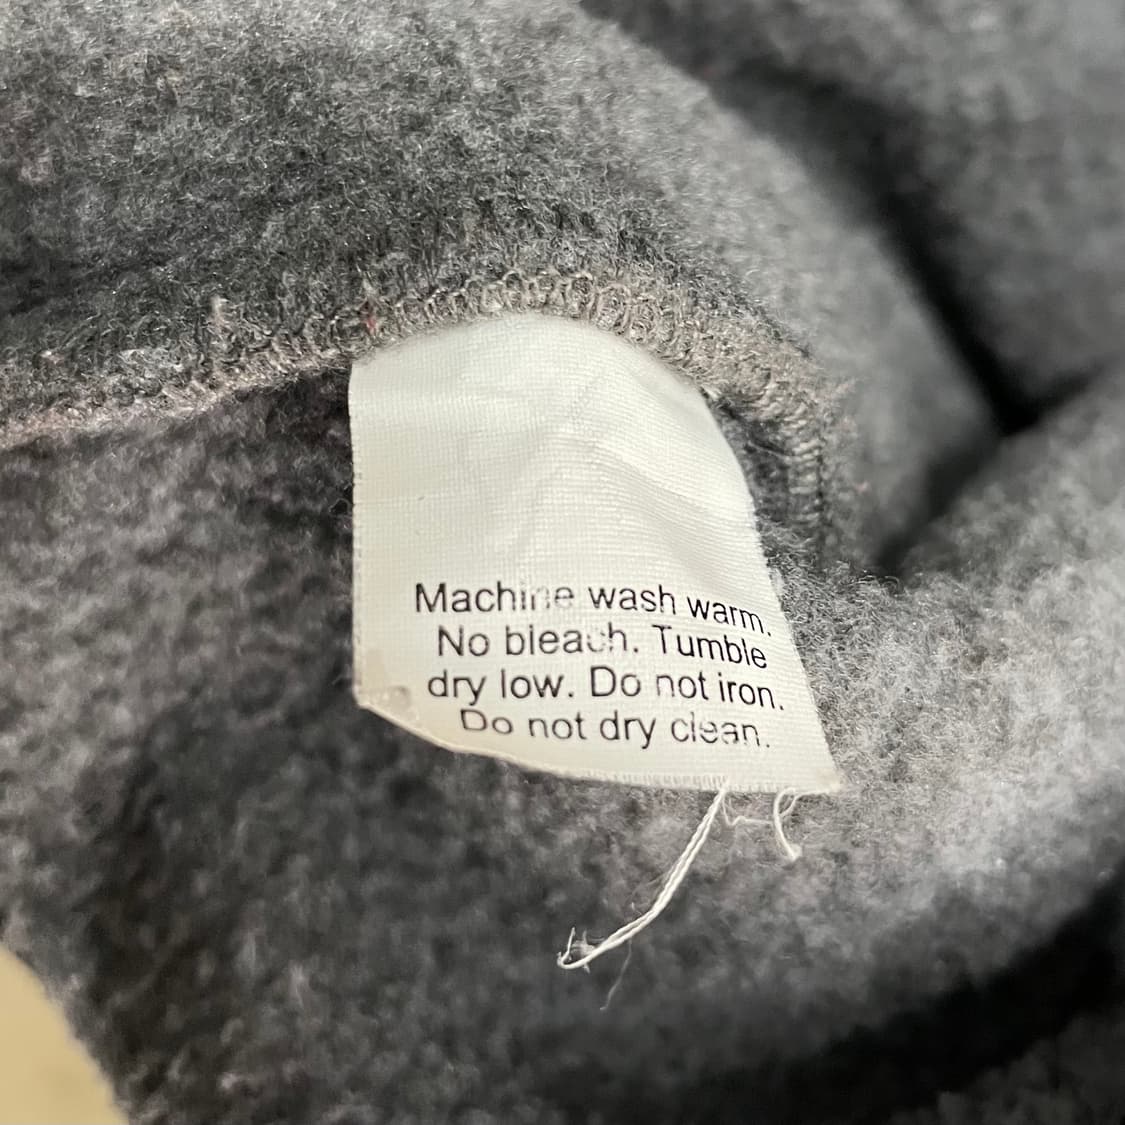 Machine wash warm.
No bleach. Tumble
dry low. Do not iron.
Do not dry clean.